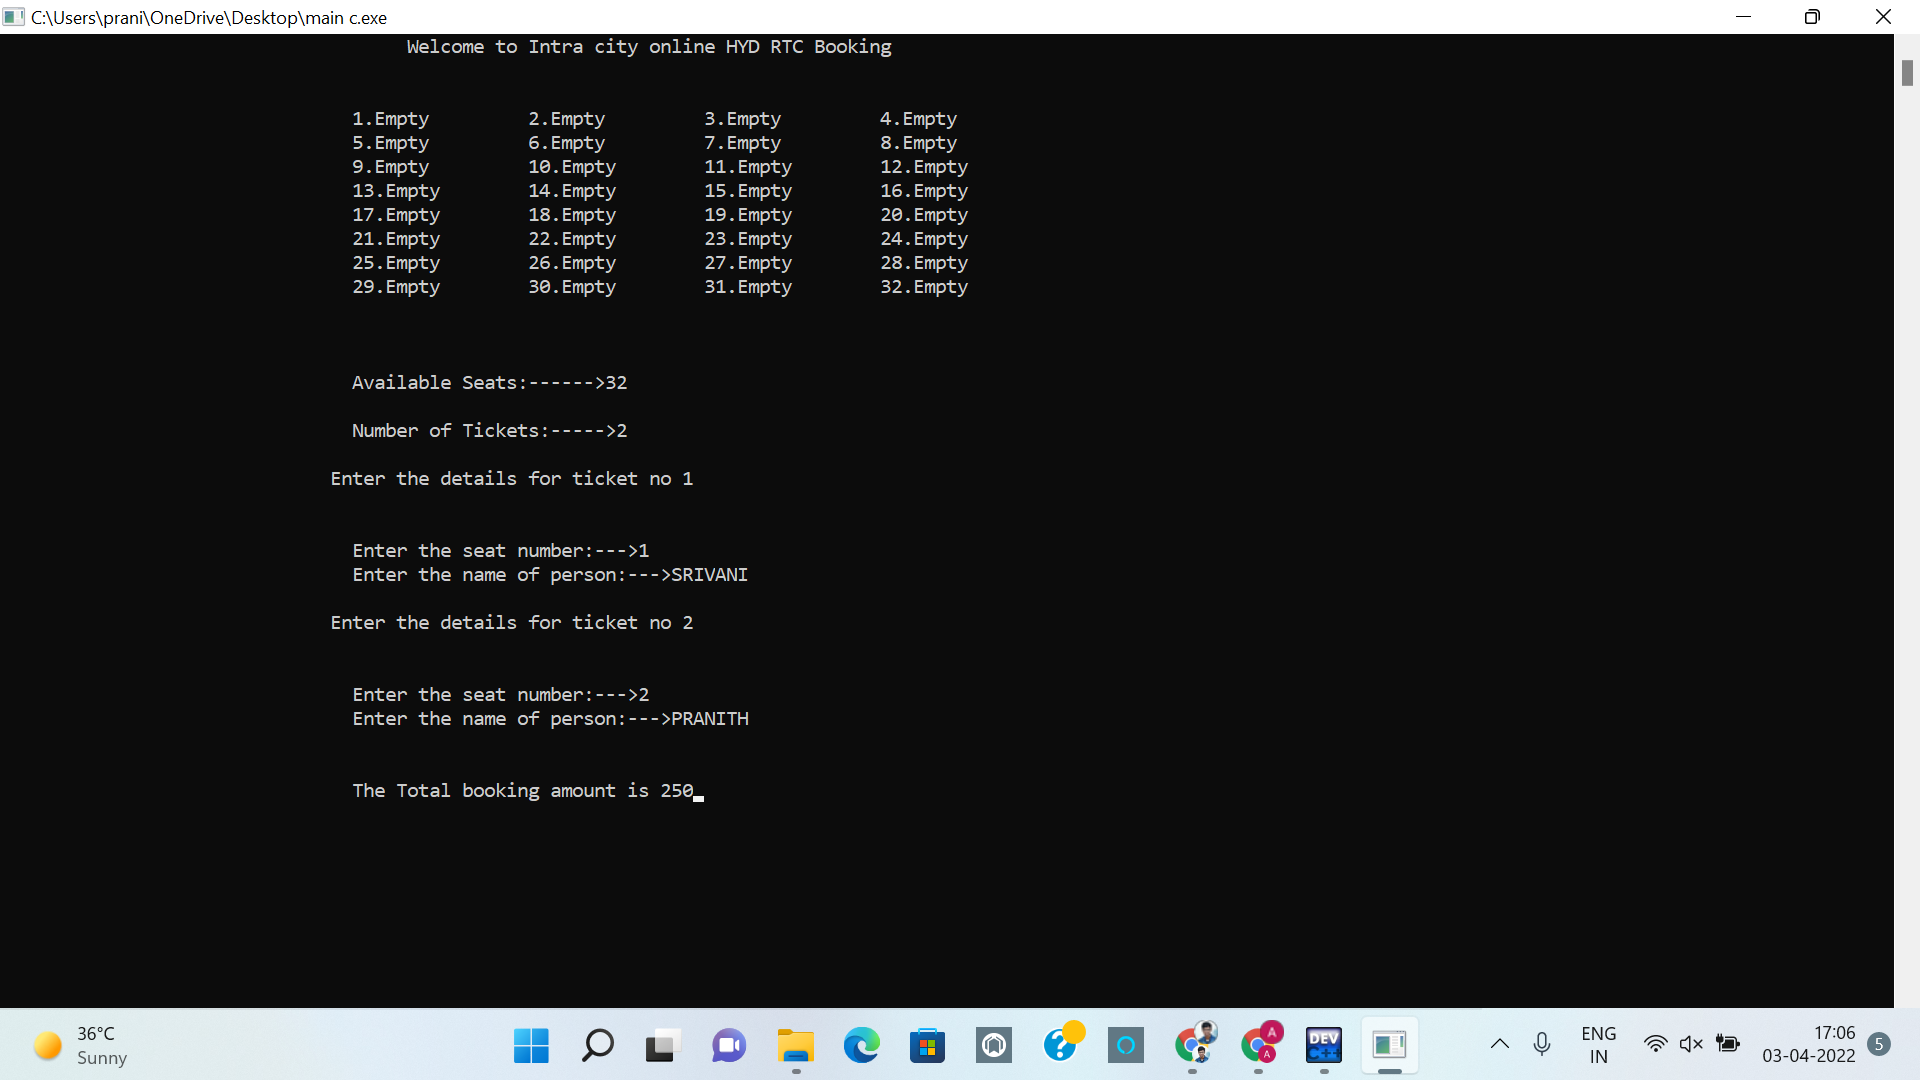 C:\Users\prani\OneDrive\Desktop\main c.exe
Welcome to Intra city online HYD RTC Booking
1.Empty 2.Empty 3.Empty 4.Empty
5.Empty 6.Empty 7.Empty 8.Empty
9.Empty 10.Empty 11.Empty 12.Empty
13.Empty 14.Empty 15.Empty 16.Empty
17.Empty 18.Empty 19.Empty 20.Empty
21.Empty 22.Empty 23.Empty 24.Empty
25.Empty 26.Empty 27.Empty 28.Empty
29.Empty 30.Empty 31.Empty 32.Empty
Available Seats:------>32
Number of Tickets:----->2
Enter the details for ticket no 1
Enter the seat number:--->1
Enter the name of person:--->SRIVANI
Enter the details for ticket no 2
Enter the seat number:--->2
Enter the name of person:--->PRANITH
The Total booking amount is 250
36°C
Sunny
A
A
DEV
C++
ENG
IN
17:06
03-04-2022
5